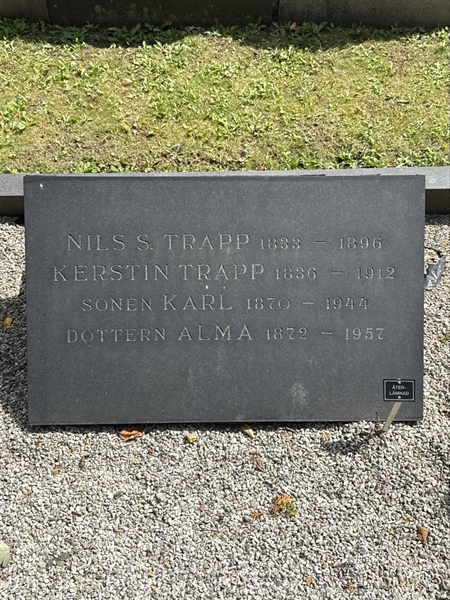 NILS S. TRAPP 1833 – 1896
KERSTIN TRAPP 1836 – 1912
SONEN KARL 1870 – 1944
DOTTERN ALMA 1872 – 1957
ÅTER-
LÄMNAD